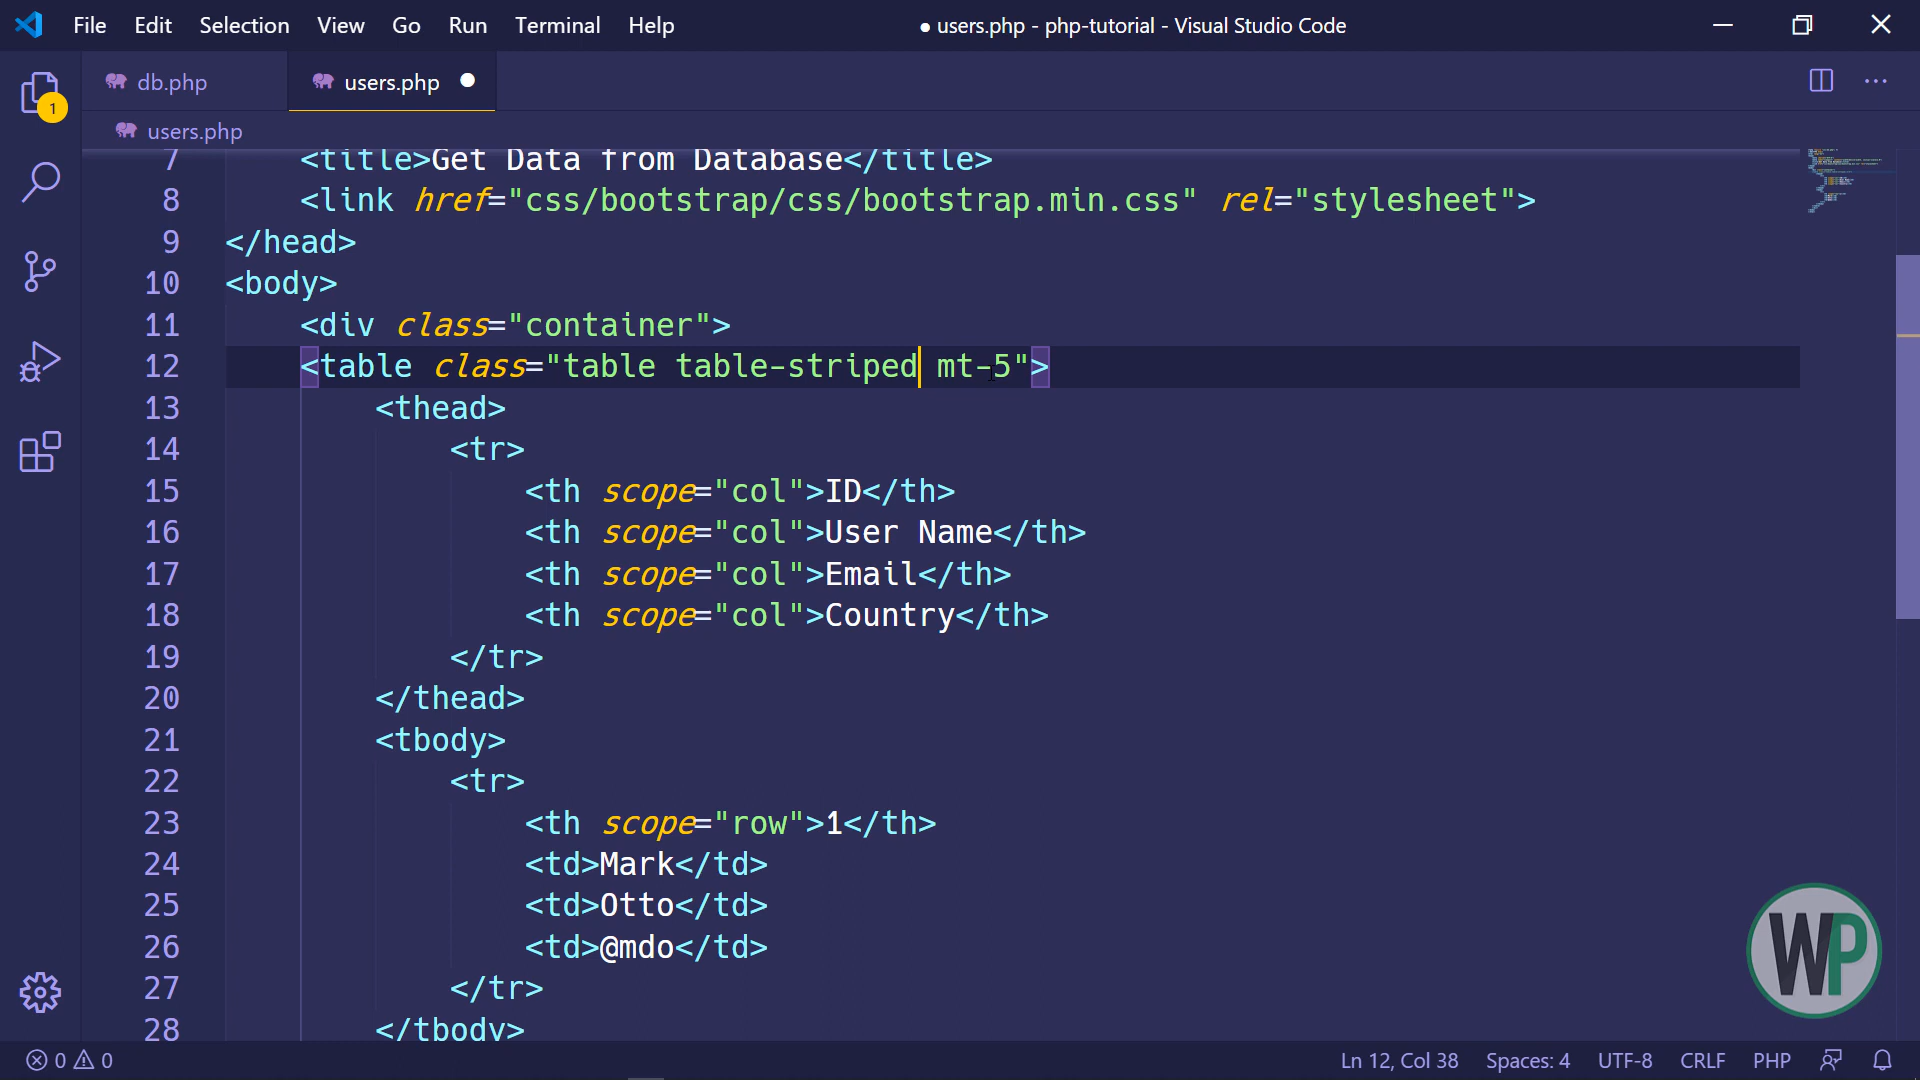 File Edit Selection View Go Run Terminal Help ● users.php - php-tutorial - Visual Studio Code
db.php users.php
1
users.php
7 <title>Get Data from Database</title>
8 <link href="css/bootstrap/css/bootstrap.min.css" rel="stylesheet">
9 </head>
10 <body>
11 <div class="container">
12 <table class="table table-striped mt-5">
13 <thead>
14 <tr>
15 <th scope="col">ID</th>
16 <th scope="col">User Name</th>
17 <th scope="col">Email</th>
18 <th scope="col">Country</th>
19 </tr>
20 </thead>
21 <tbody>
22 <tr>
23 <th scope="row">1</th>
24 <td>Mark</td>
25 <td>Otto</td>
26 <td>@mdo</td>
27 </tr>
28 </tbody>
WP
0 0 Ln 12, Col 38 Spaces: 4 UTF-8 CRLF PHP